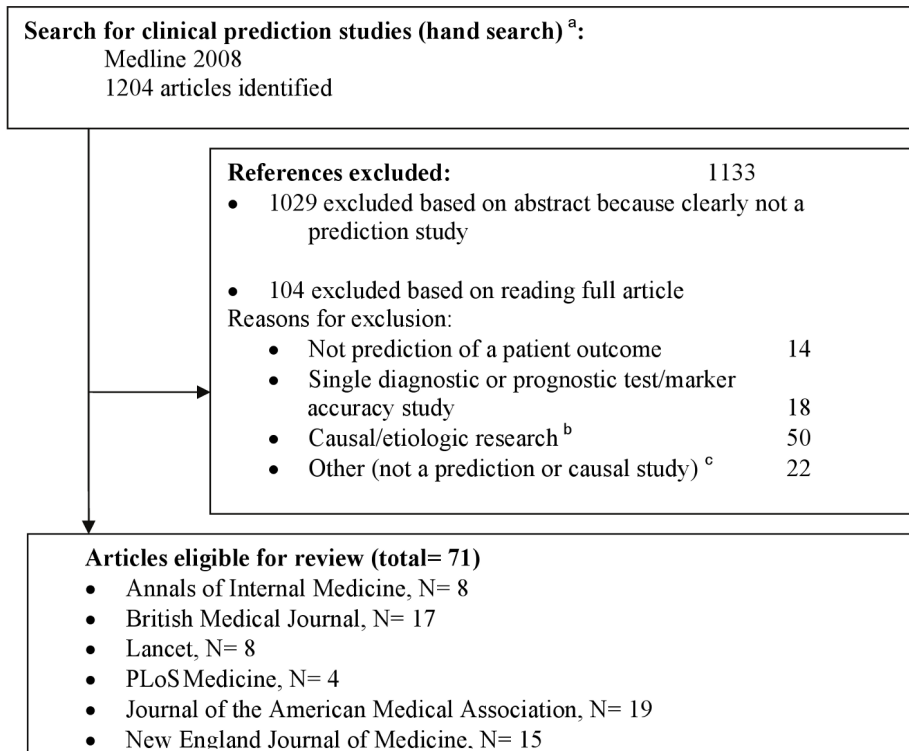 Search for clinical prediction studies (hand search) a:
Medline 2008
1204 articles identified
References excluded: 1133
• 1029 excluded based on abstract because clearly not a
prediction study
• 104 excluded based on reading full article
Reasons for exclusion:
• Not prediction of a patient outcome 14
• Single diagnostic or prognostic test/marker
accuracy study 18
• Causal/etiologic research b 50
• Other (not a prediction or causal study) c 22
Articles eligible for review (total= 71)
• Annals of Internal Medicine, N= 8
• British Medical Journal, N= 17
• Lancet, N= 8
• PLoS Medicine, N= 4
• Journal of the American Medical Association, N= 19
• New England Journal of Medicine, N= 15